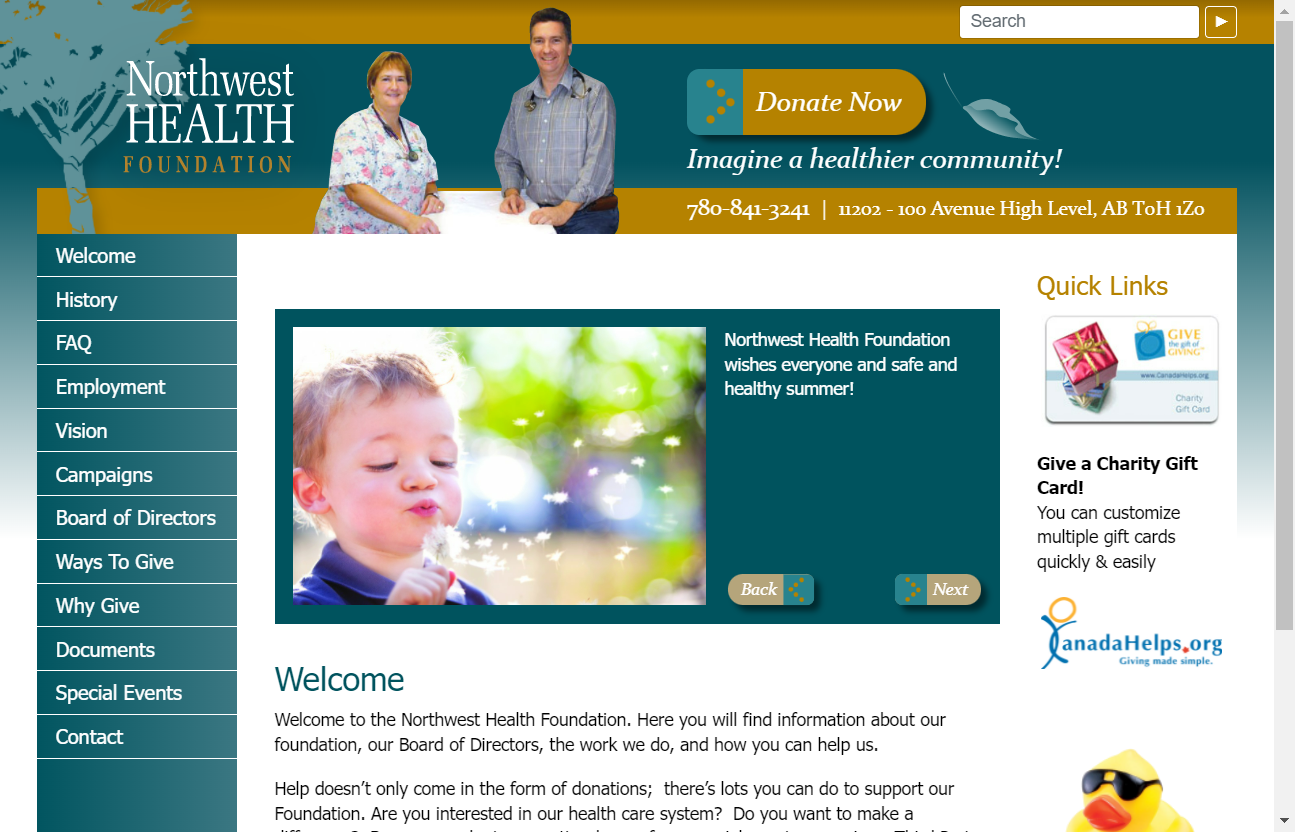 Search
Northwest
HEALTH
FOUNDATION
Donate Now
Imagine a healthier community!
780-841-3241 | 11202 - 100 Avenue High Level, AB T0H 1Z0
Welcome
History
FAQ
Employment
Vision
Campaigns
Board of Directors
Ways To Give
Why Give
Documents
Special Events
Contact
Northwest Health Foundation
wishes everyone and safe and
healthy summer!
Back
Next
Welcome
Welcome to the Northwest Health Foundation. Here you will find information about our
foundation, our Board of Directors, the work we do, and how you can help us.
Help doesn’t only come in the form of donations;  there’s lots you can do to support our
Foundation. Are you interested in our health care system?  Do you want to make a
Quick Links
GIVE
the gift of
GIVING
www.CanadaHelps.org
Charity
Gift Card
Give a Charity Gift
Card!
You can customize
multiple gift cards
quickly & easily
CanadaHelps.org
Giving made simple.